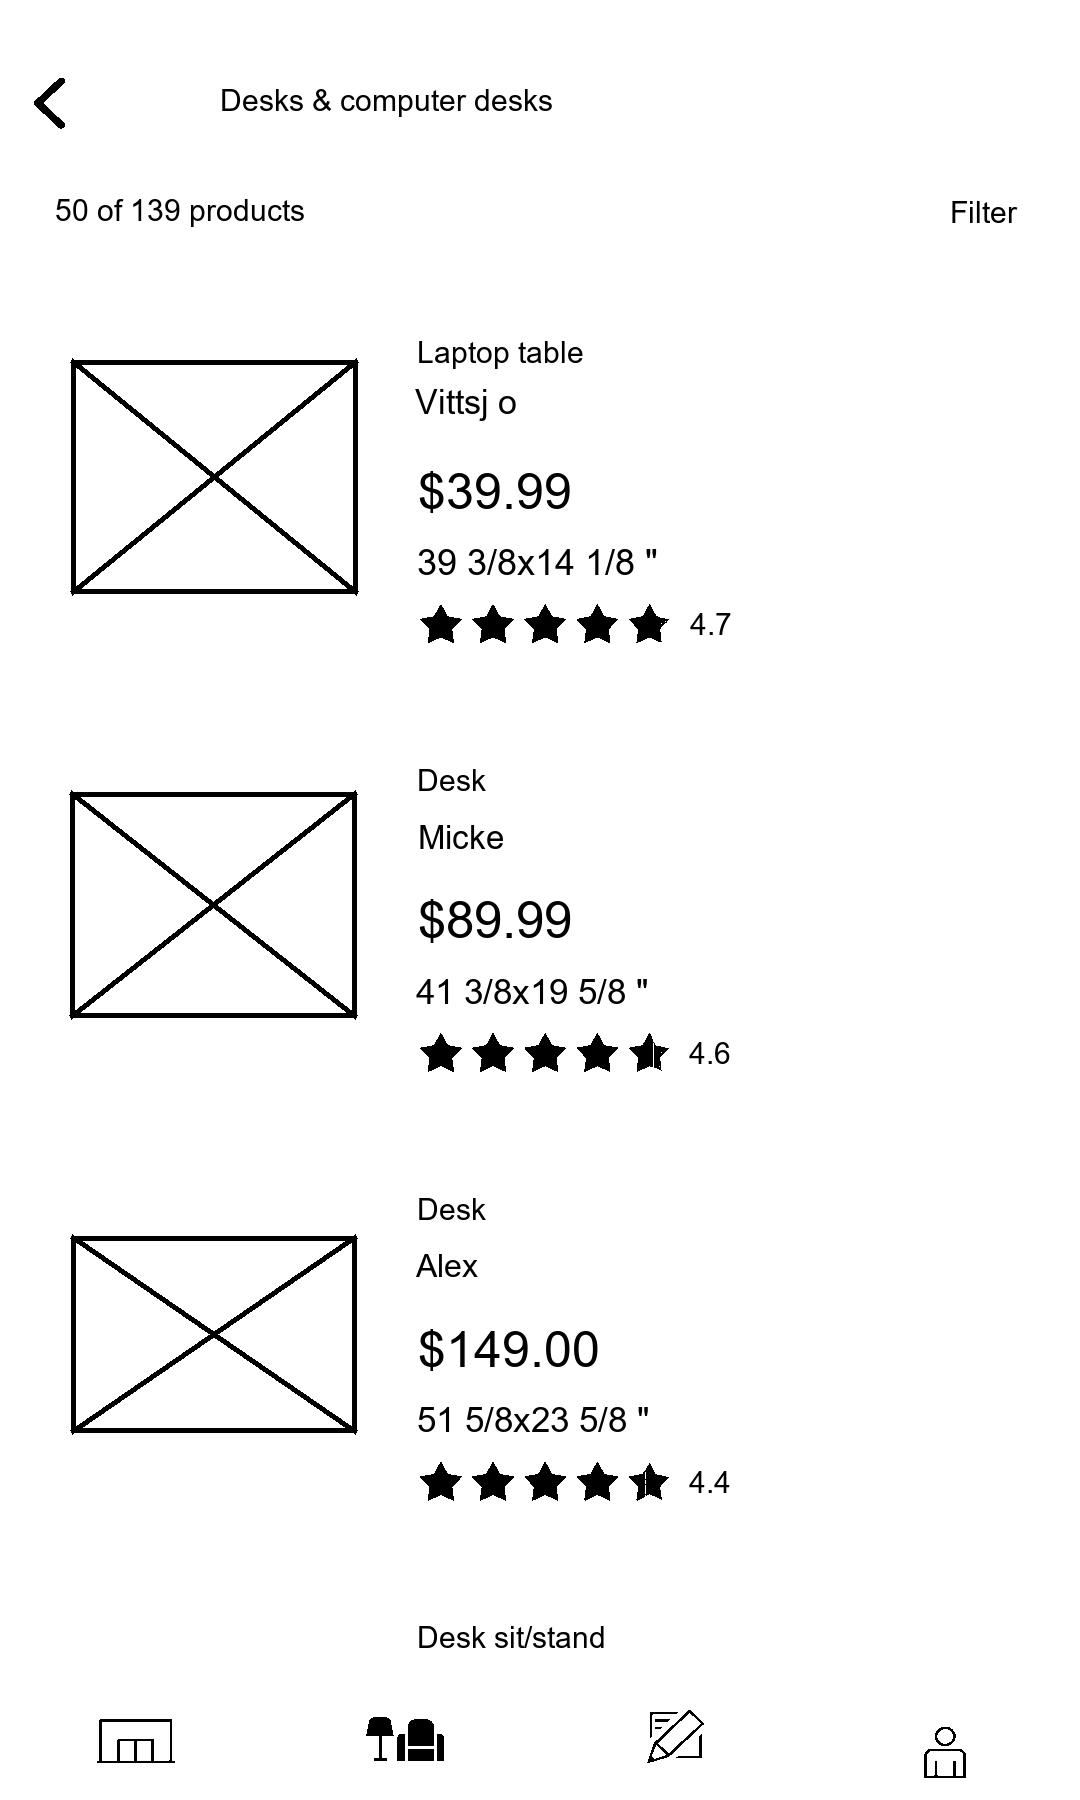 Desks & computer desks
50 of 139 products
Filter
Laptop table
Vittsj o
$39.99
39 3/8x14 1/8 "
4.7
Desk
Micke
$89.99
41 3/8x19 5/8 "
4.6
Desk
Alex
$149.00
51 5/8x23 5/8 "
4.4
Desk sit/stand